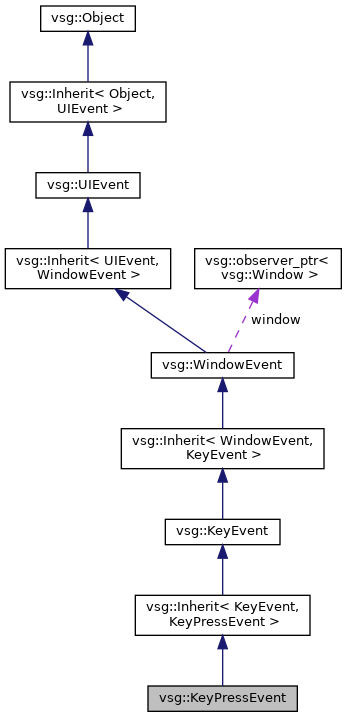 vsg::Object
vsg::Inherit< Object,
UIEvent >
vsg::UIEvent
vsg::Inherit< UIEvent,
WindowEvent >
vsg::observer_ptr<
vsg::Window >
window
vsg::WindowEvent
vsg::Inherit< WindowEvent,
KeyEvent >
vsg::KeyEvent
vsg::Inherit< KeyEvent,
KeyPressEvent >
vsg::KeyPressEvent